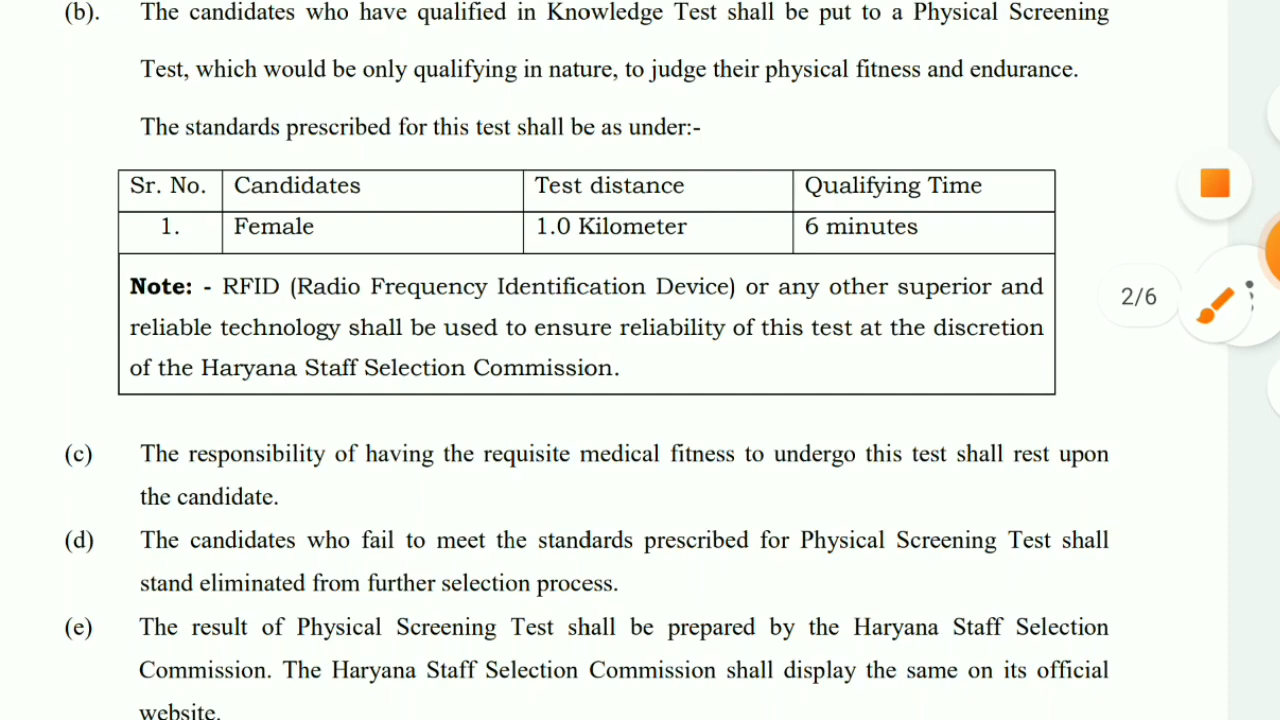 (b). The candidates who have qualified in Knowledge Test shall be put to a Physical Screening
Test, which would be only qualifying in nature, to judge their physical fitness and endurance.
The standards prescribed for this test shall be as under:-
Sr. No. Candidates Test distance Qualifying Time
1. Female 1.0 Kilometer 6 minutes
Note: - RFID (Radio Frequency Identification Device) or any other superior and
reliable technology shall be used to ensure reliability of this test at the discretion
of the Haryana Staff Selection Commission.
2/6
(c) The responsibility of having the requisite medical fitness to undergo this test shall rest upon
the candidate.
(d) The candidates who fail to meet the standards prescribed for Physical Screening Test shall
stand eliminated from further selection process.
(e) The result of Physical Screening Test shall be prepared by the Haryana Staff Selection
Commission. The Haryana Staff Selection Commission shall display the same on its official
website.